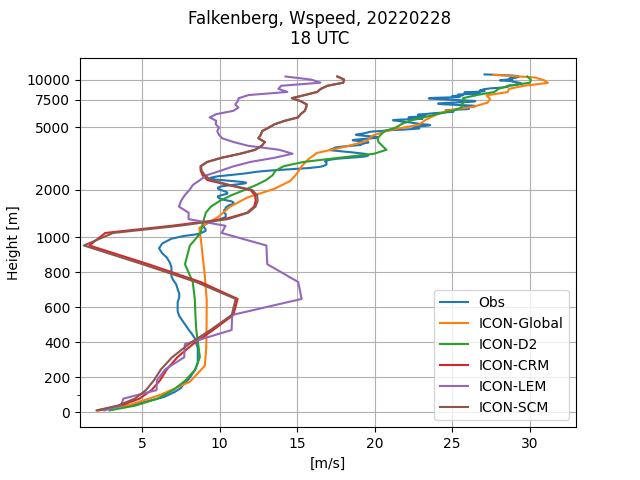 Falkenberg, Wspeed, 20220228
18 UTC
10000
7500
5000
2000
1000
800
600
400
200
0
Height [m]
5
10
15
20
25
30
[m/s]
Obs
ICON-Global
ICON-D2
ICON-CRM
ICON-LEM
ICON-SCM